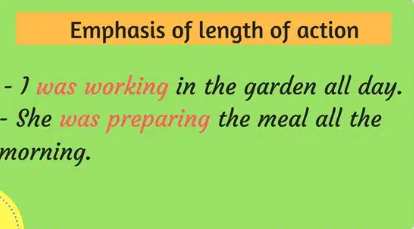 Emphasis of length of action
- I was working in the garden all day.
- She was preparing the meal all the
morning.